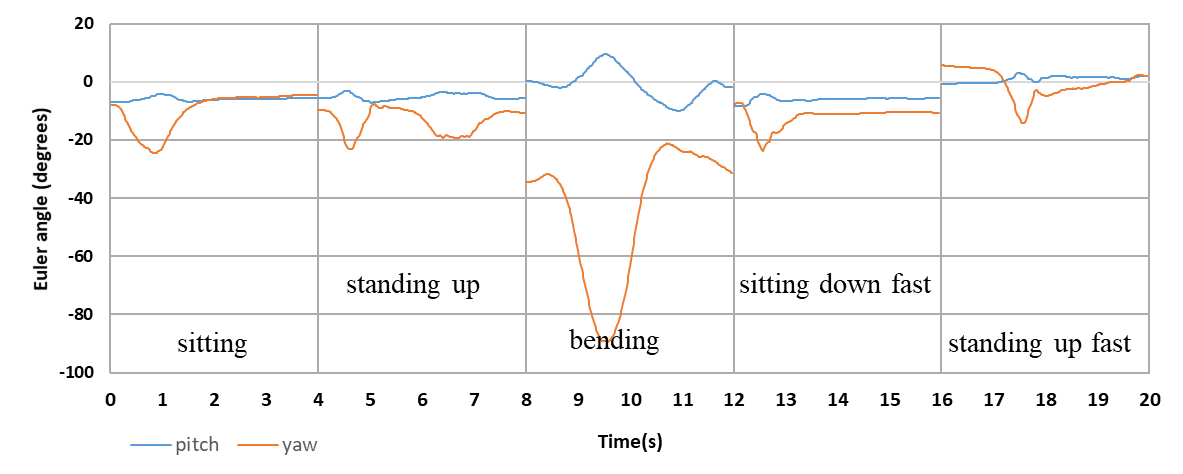 20
0
-20
-40
-60
-80
-100
Euler angle (degrees)
sitting
standing up
bending
sitting down fast
standing up fast
0 1 2 3 4 5 6 7 8 9 10 11 12 13 14 15 16 17 18 19 20
Time(s)
pitch yaw